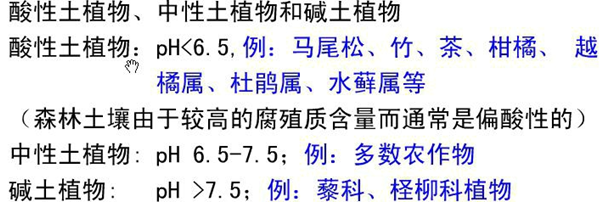 酸性土植物、中性土植物和碱土植物
酸性土植物：pH<6.5,例：马尾松、竹、茶、柑橘、 越
橘属、杜鹃属、水藓属等
（森林土壤由于较高的腐殖质含量而通常是偏酸性的）
中性土植物: pH 6.5-7.5；例：多数农作物
碱土植物: pH >7.5；例：藜科、柽柳科植物